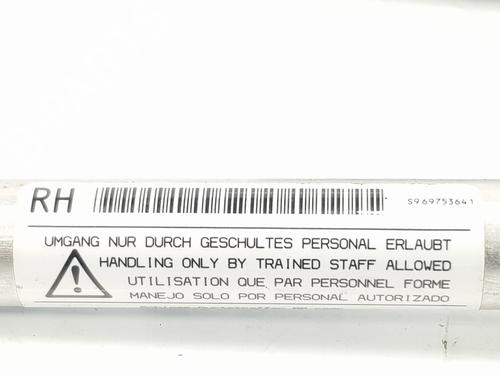 RH
S969753641
UMGANG NUR DURCH GESCHULTES PERSONAL ERLAUBT
HANDLING ONLY BY TRAINED STAFF ALLOWED
UTILISATION QUE PAR PERSONNEL FORME
MANEJO SOLO POR PERSONAL AUTORIZADO